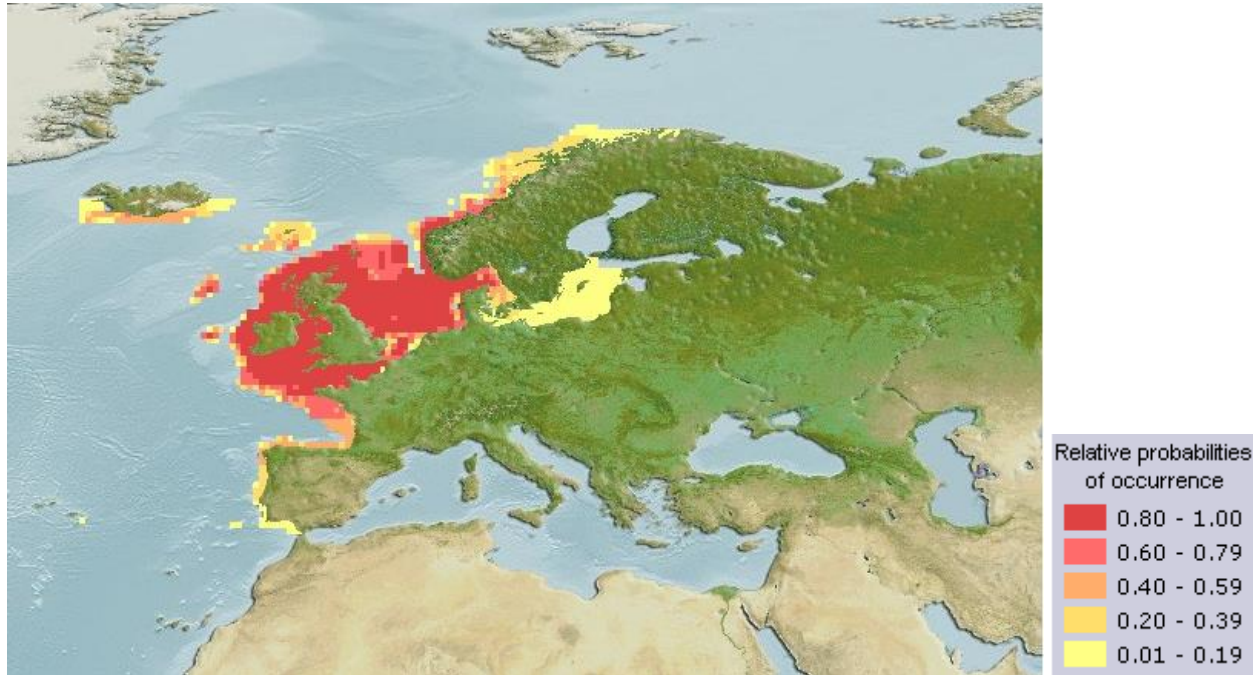 Relative probabilities
of occurrence
0.80 - 1.00
0.60 - 0.79
0.40 - 0.59
0.20 - 0.39
0.01 - 0.19